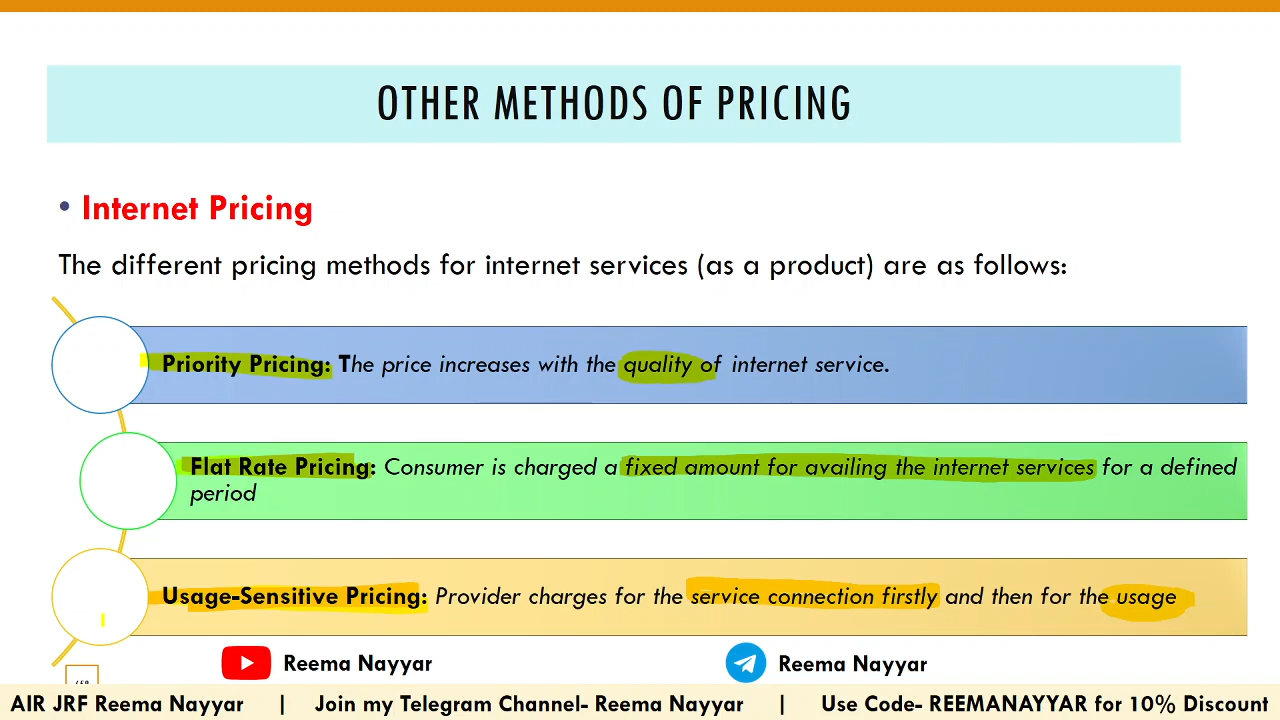 OTHER METHODS OF PRICING
• Internet Pricing
The different pricing methods for internet services (as a product) are as follows:
Priority Pricing: The price increases with the quality of internet service.
Flat Rate Pricing: Consumer is charged a fixed amount for availing the internet services for a defined
period
Usage-Sensitive Pricing: Provider charges for the service connection firstly and then for the usage
Reema Nayyar
Reema Nayyar
AIR JRF Reema Nayyar | Join my Telegram Channel- Reema Nayyar | Use Code- REEMANAYYAR for 10% Discount